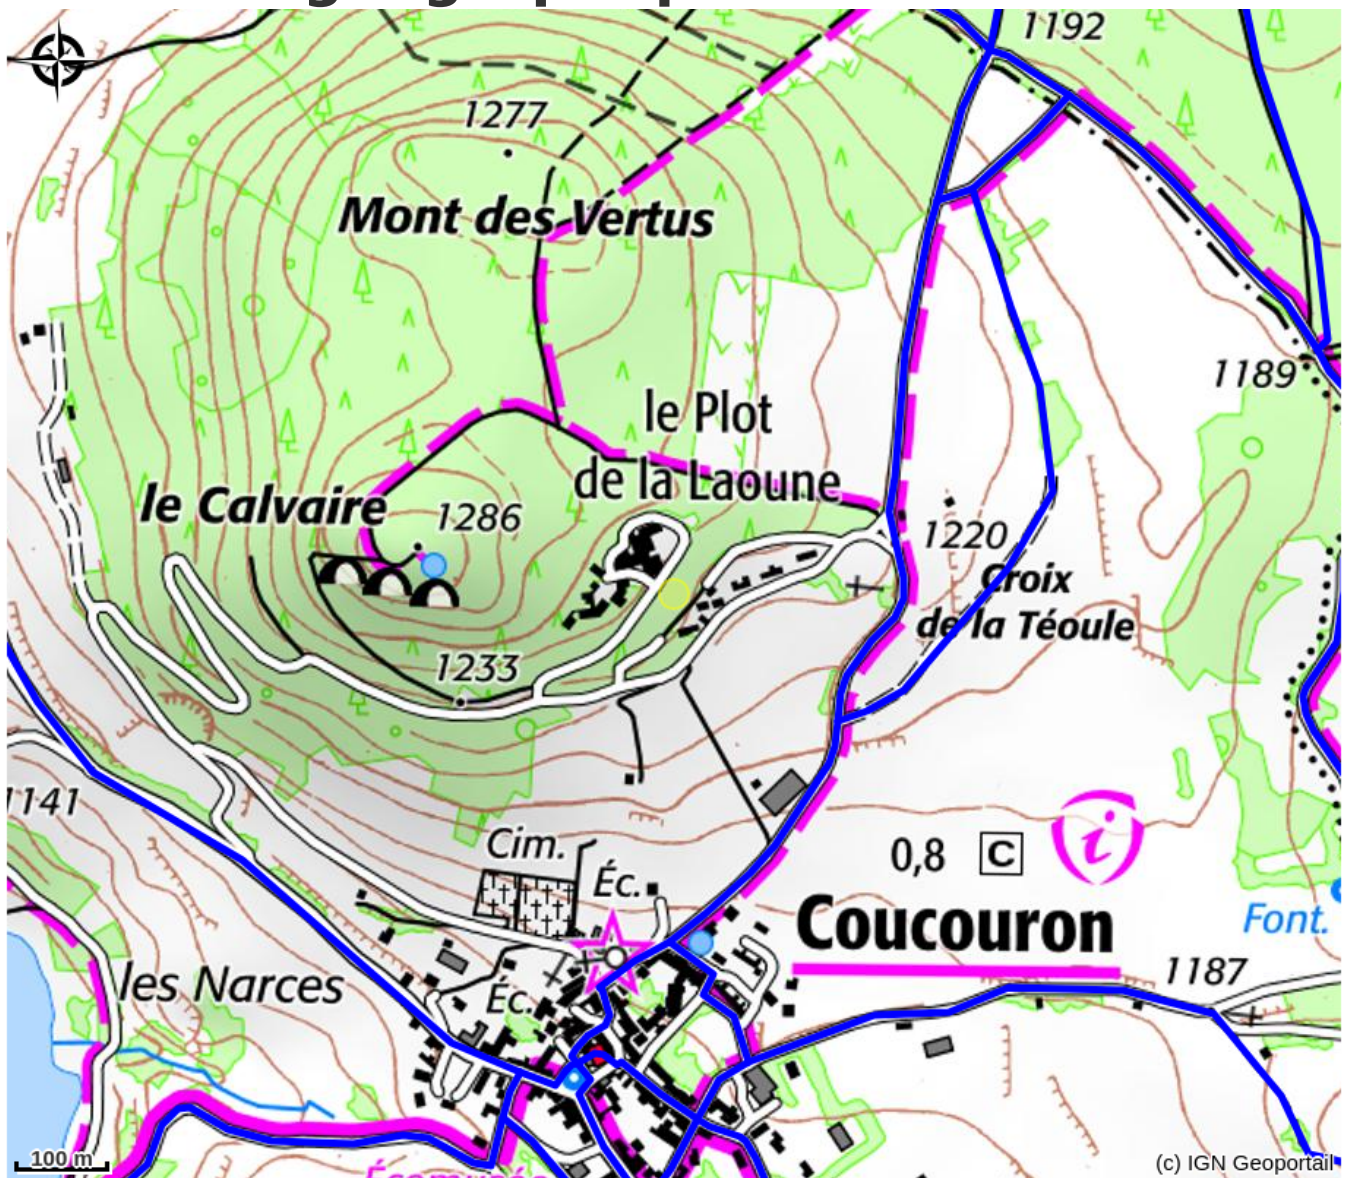 1192
1277
Mont des Vertus
1189
le Plot
de la Laoune
le Calvaire
1286
1220
Croix
de la Téoule
1233
1141
Cim.
Éc.
0,8 C i
Coucouron
Font.
1187
les Narces
Éc.
100 m
(c) IGN Geoportail